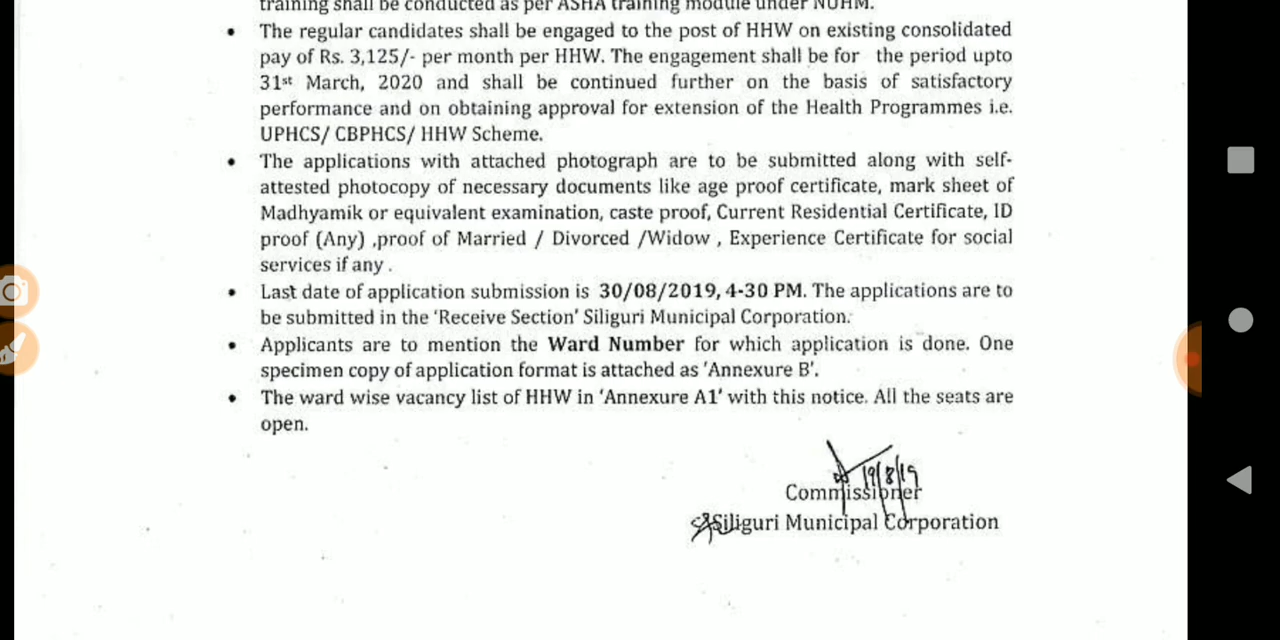 training shall be conducted as per ASHA training module under NUHM.
• The regular candidates shall be engaged to the post of HHW on existing consolidated
pay of Rs. 3,125/- per month per HHW. The engagement shall be for the period upto
31st March, 2020 and shall be continued further on the basis of satisfactory
performance and on obtaining approval for extension of the Health Programmes i.e.
UPHCS/ CBPHCS/ HHW Scheme.
• The applications with attached photograph are to be submitted along with self-
attested photocopy of necessary documents like age proof certificate, mark sheet of
Madhyamik or equivalent examination, caste proof, Current Residential Certificate, ID
proof (Any) ,proof of Married / Divorced /Widow , Experience Certificate for social
services if any .
• Last date of application submission is 30/08/2019, 4-30 PM. The applications are to
be submitted in the ‘Receive Section’ Siliguri Municipal Corporation.
• Applicants are to mention the Ward Number for which application is done. One
specimen copy of application format is attached as ‘Annexure B’.
• The ward wise vacancy list of HHW in ‘Annexure A1’ with this notice. All the seats are
open.
19/8/19
Commissioner
Siliguri Municipal Corporation